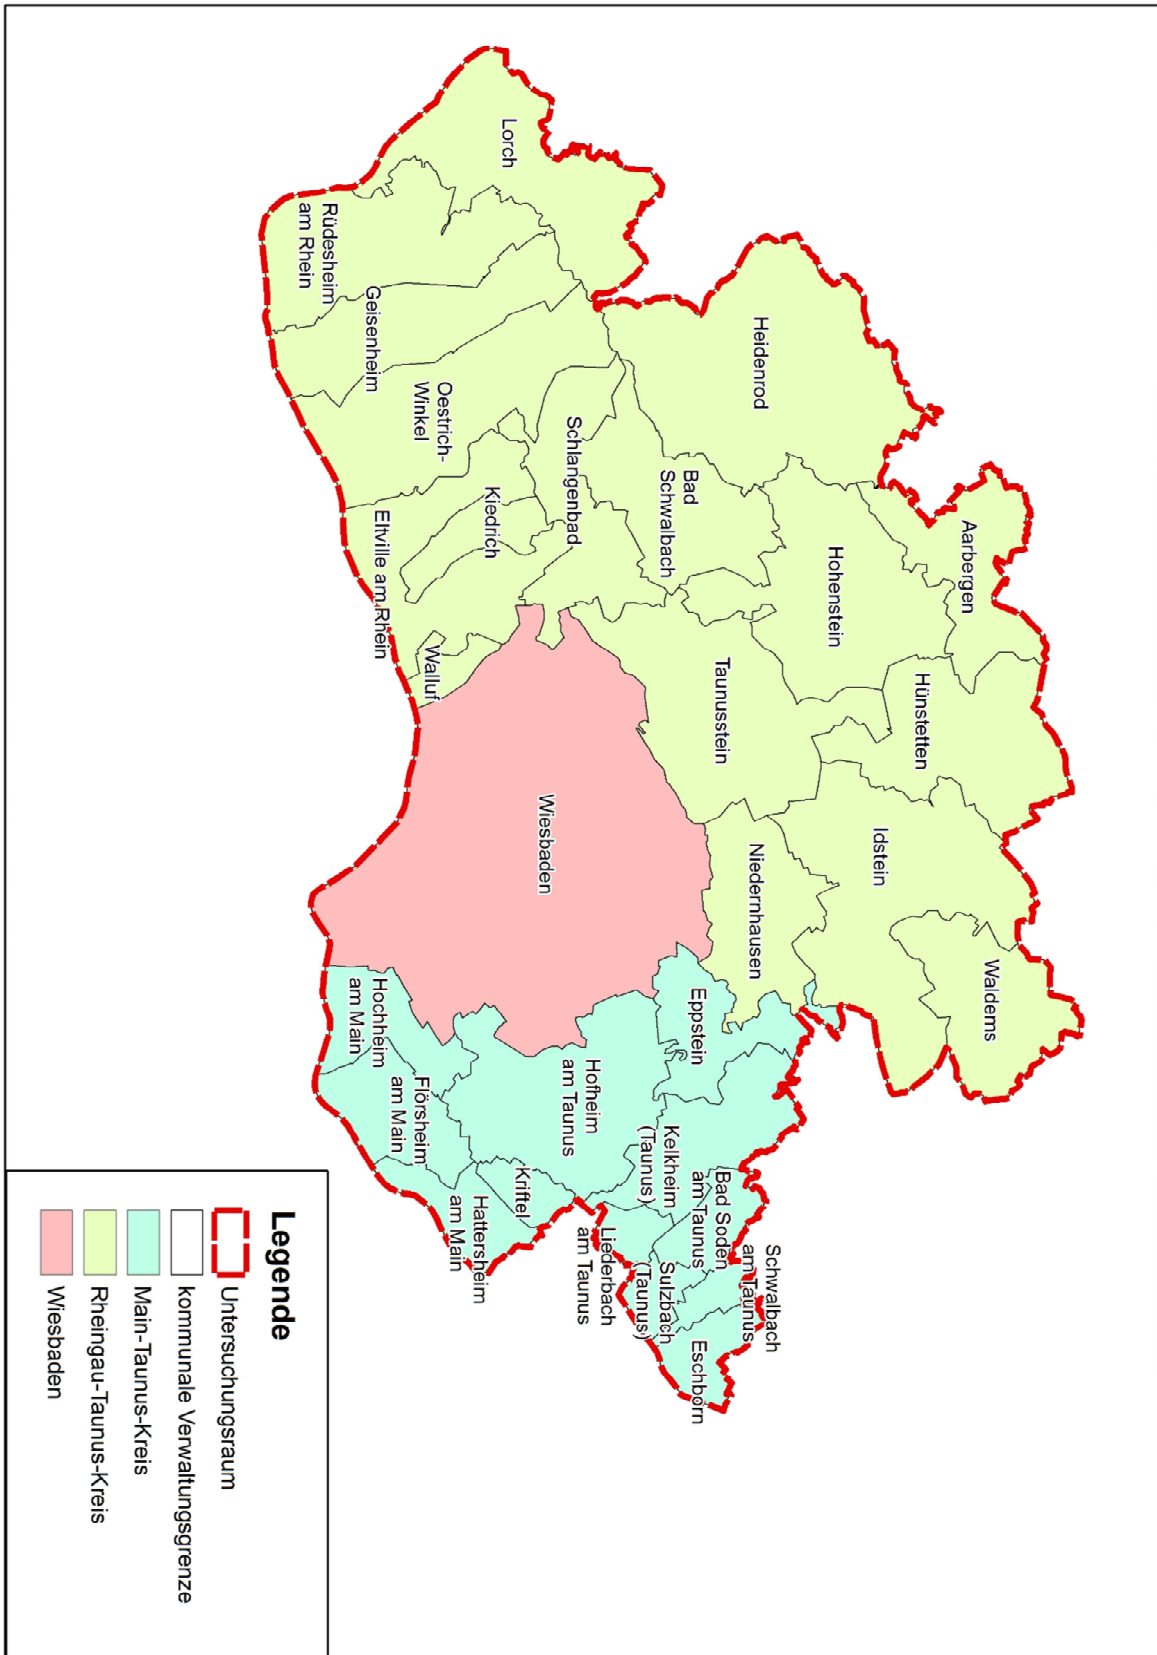 Aarbergen
Heidenrod
Hohenstein
Hünstetten
Idstein
Waldems
Lorch
Bad
Schwalbach
Taunusstein
Niedernhausen
Schlangenbad
Rüdesheim
am Rhein
Geisenheim
Oestrich-
Winkel
Kiedrich
Eltville am Rhein
Walluf
Wiesbaden
Eppstein
Hofheim
am Taunus
Kelkheim
(Taunus)
Bad Soden
am Taunus
Schwalbach
am Taunus
Sulzbach
(Taunus)
Eschborn
Liederbach
am Taunus
Kriftel
Hattersheim
am Main
Flörsheim
am Main
Hochheim
am Main
Legende
Untersuchungsraum
kommunale Verwaltungsgrenze
Main-Taunus-Kreis
Rheingau-Taunus-Kreis
Wiesbaden